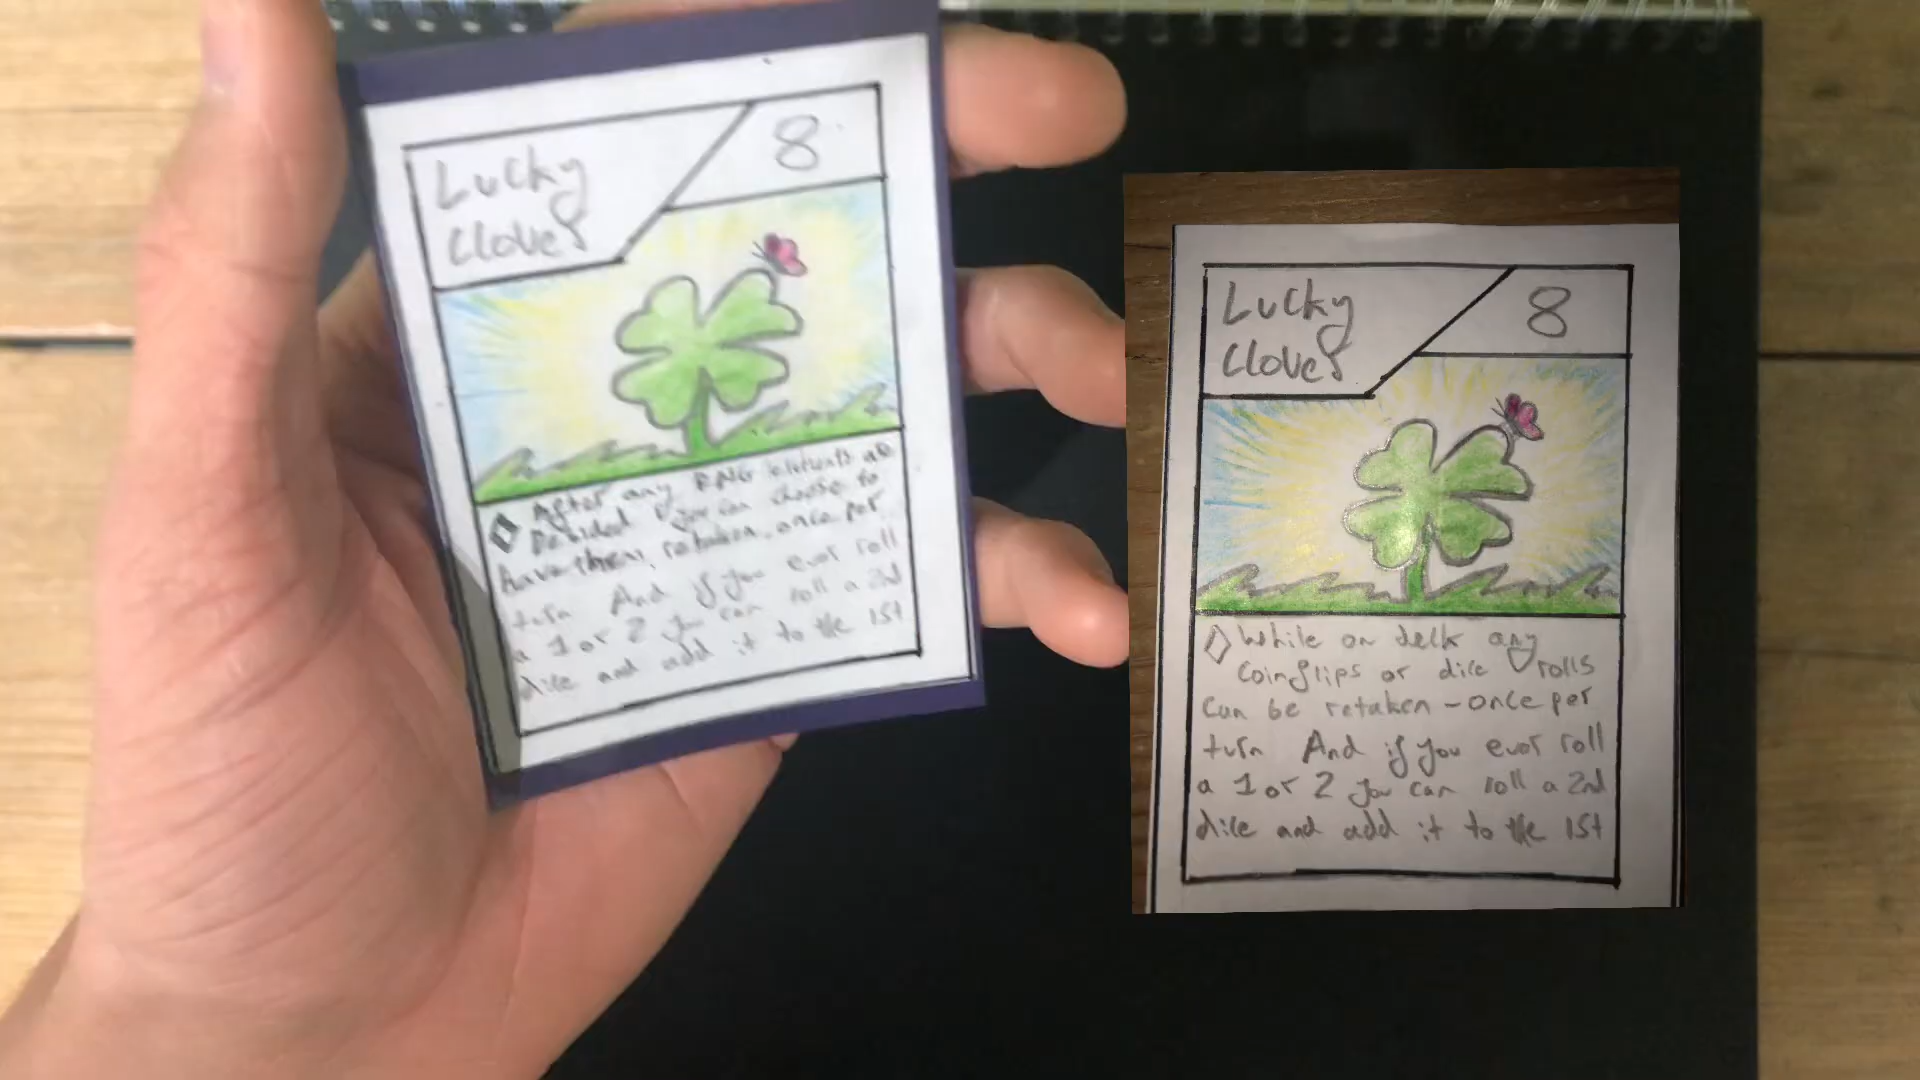 Lucky
Clover
8
After any RNG elements are
Decided you can choose to
have them, retaken, once per
turn And if you ever roll
a 1 or 2 you can roll a 2nd
dice and add it to the 1st
Lucky
Clover
8
While on deck any
Coinflips or dice rolls
can be retaken - once per
turn And if you ever roll
a 1 or 2 you can roll a 2nd
dice and add it to the 1st